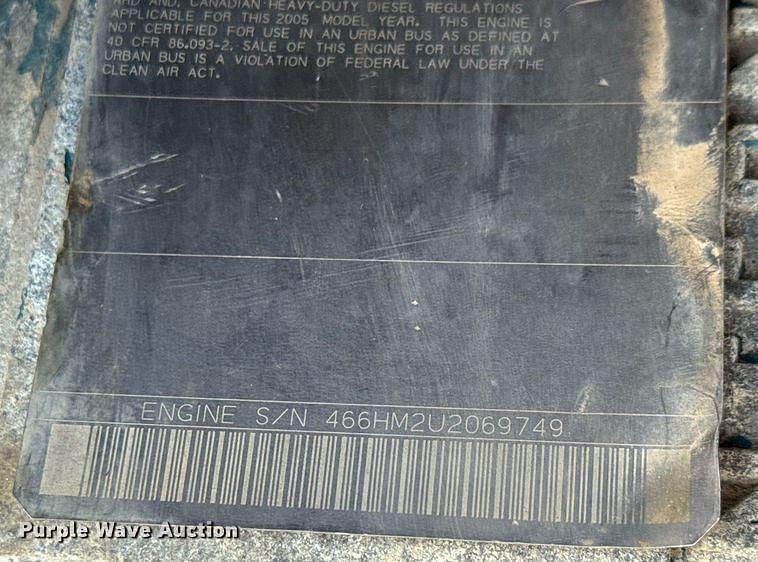 ARD AND, CANADIAN HEAVY-DUTY DIESEL REGULATIONS
APPLICABLE FOR THIS 2005 MODEL YEAR. THIS ENGINE IS
NOT CERTIFIED FOR USE IN AN URBAN BUS AS DEFINED AT
40 CFR 86.093-2. SALE OF THIS ENGINE FOR USE IN AN
URBAN BUS IS A VIOLATION OF FEDERAL LAW UNDER THE
CLEAN AIR ACT.
ENGINE S/N 466HM2U2069749
Purple Wave Auction